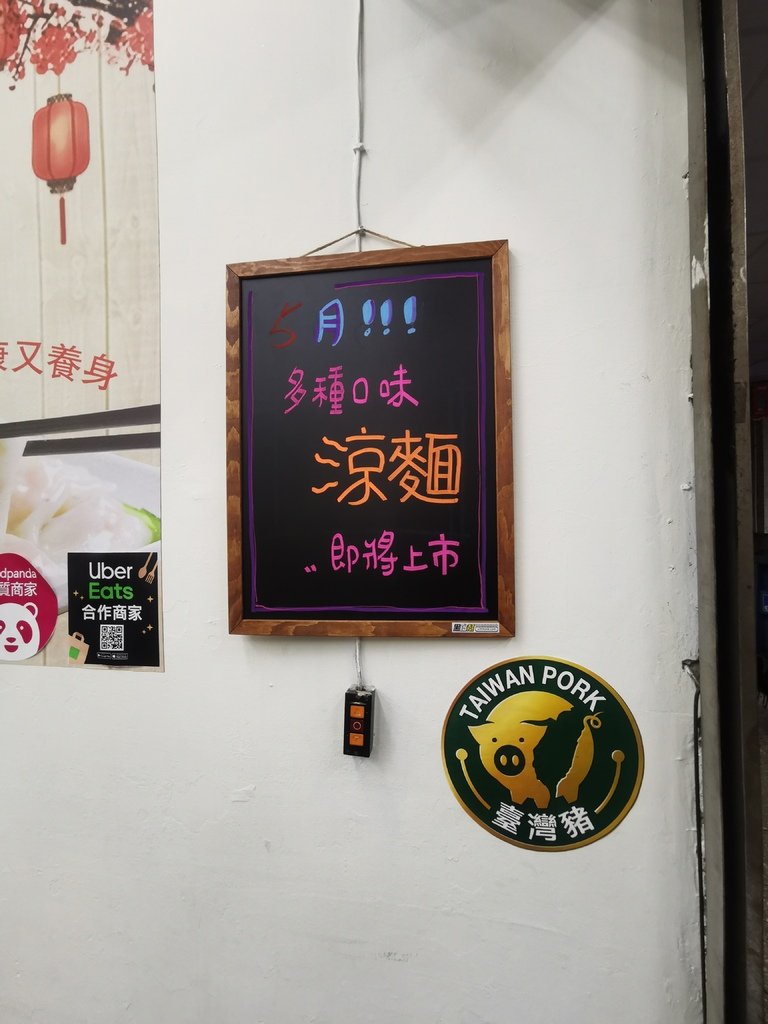 又養身
5月!!!
多種口味
涼麵
即將上市
dpanda
質商家
Uber
Eats
合作商家
TAIWAN PORK
臺灣豬